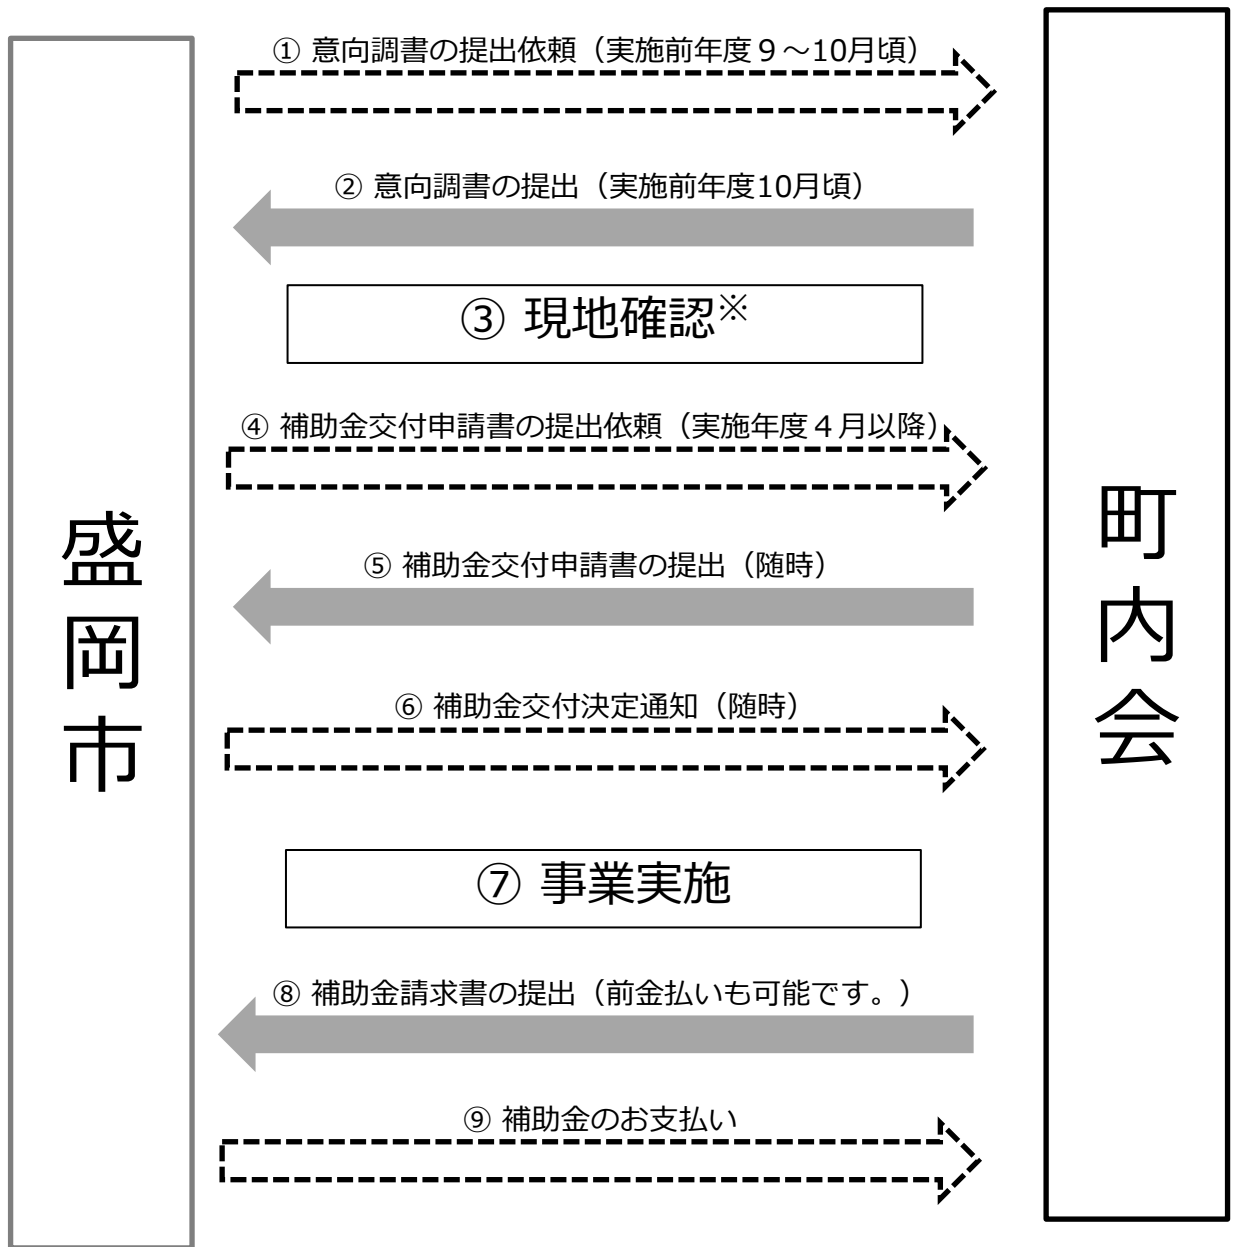 ① 意向調書の提出依頼（実施前年度９～10月頃）
② 意向調書の提出（実施前年度10月頃）
③ 現地確認※
④ 補助金交付申請書の提出依頼（実施年度４月以降）
⑤ 補助金交付申請書の提出（随時）
⑥ 補助金交付決定通知（随時）
⑦ 事業実施
⑧ 補助金請求書の提出（前金払いも可能です。）
⑨ 補助金のお支払い
盛岡市
町内会